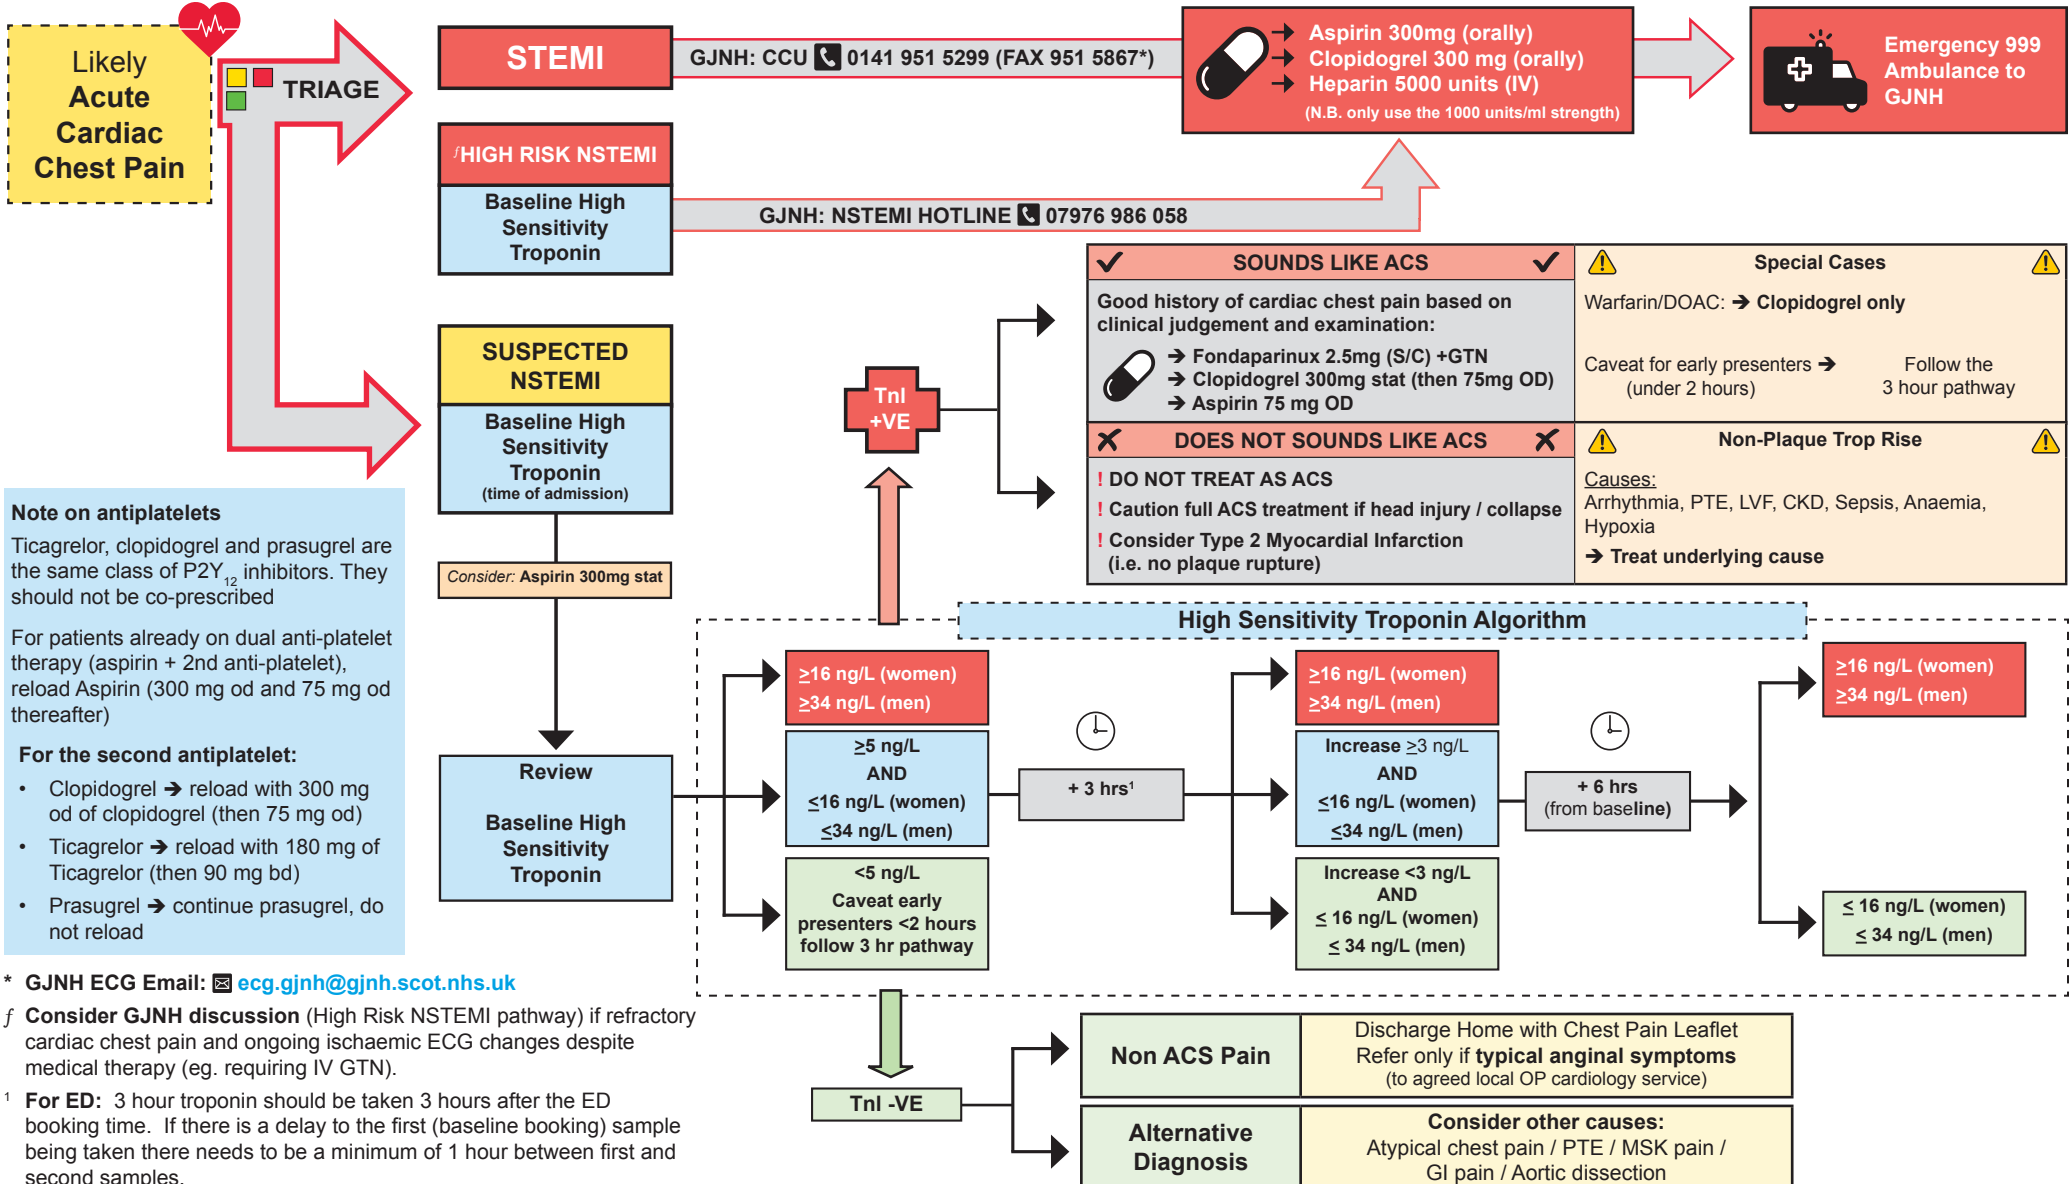 Likely
Acute
Cardiac
Chest Pain
TRIAGE
STEMI
GJNH: CCU 0141 951 5299 (FAX 951 5867*)
➔ Aspirin 300mg (orally)
➔ Clopidogrel 300 mg (orally)
➔ Heparin 5000 units (IV)
(N.B. only use the 1000 units/ml strength)
Emergency 999
Ambulance to
GJNH
ƒHIGH RISK NSTEMI
Baseline High
Sensitivity
Troponin
GJNH: NSTEMI HOTLINE 07976 986 058
SUSPECTED
NSTEMI
Baseline High
Sensitivity
Troponin
(time of admission)
Consider: Aspirin 300mg stat
Review
Baseline High
Sensitivity
Troponin
TnI
+VE
SOUNDS LIKE ACS
Good history of cardiac chest pain based on
clinical judgement and examination:
➔ Fondaparinux 2.5mg (S/C) +GTN
➔ Clopidogrel 300mg stat (then 75mg OD)
➔ Aspirin 75 mg OD
Special Cases
Warfarin/DOAC: ➔ Clopidogrel only
Caveat for early presenters ➔ Follow the
(under 2 hours) 3 hour pathway
DOES NOT SOUNDS LIKE ACS
! DO NOT TREAT AS ACS
! Caution full ACS treatment if head injury / collapse
! Consider Type 2 Myocardial Infarction
(i.e. no plaque rupture)
Non-Plaque Trop Rise
Causes:
Arrhythmia, PTE, LVF, CKD, Sepsis, Anaemia,
Hypoxia
➔ Treat underlying cause
Note on antiplatelets
Ticagrelor, clopidogrel and prasugrel are
the same class of P2Y12 inhibitors. They
should not be co-prescribed
For patients already on dual anti-platelet
therapy (aspirin + 2nd anti-platelet),
reload Aspirin (300 mg od and 75 mg od
thereafter)
For the second antiplatelet:
• Clopidogrel ➔ reload with 300 mg
od of clopidogrel (then 75 mg od)
• Ticagrelor ➔ reload with 180 mg of
Ticagrelor (then 90 mg bd)
• Prasugrel ➔ continue prasugrel, do
not reload
High Sensitivity Troponin Algorithm
≥16 ng/L (women)
≥34 ng/L (men)
≥5 ng/L
AND
≤16 ng/L (women)
≤34 ng/L (men)
<5 ng/L
Caveat early
presenters <2 hours
follow 3 hr pathway
+ 3 hrs¹
≥16 ng/L (women)
≥34 ng/L (men)
Increase ≥3 ng/L
AND
≤16 ng/L (women)
≤34 ng/L (men)
Increase <3 ng/L
AND
≤ 16 ng/L (women)
≤ 34 ng/L (men)
+ 6 hrs
(from baseline)
≥16 ng/L (women)
≥34 ng/L (men)
≤ 16 ng/L (women)
≤ 34 ng/L (men)
* GJNH ECG Email: ecg.gjnh@gjnh.scot.nhs.uk
ƒ Consider GJNH discussion (High Risk NSTEMI pathway) if refractory
cardiac chest pain and ongoing ischaemic ECG changes despite
medical therapy (eg. requiring IV GTN).
¹ For ED: 3 hour troponin should be taken 3 hours after the ED
booking time. If there is a delay to the first (baseline booking) sample
being taken there needs to be a minimum of 1 hour between first and
second samples.
TnI -VE
Non ACS Pain
Discharge Home with Chest Pain Leaflet
Refer only if typical anginal symptoms
(to agreed local OP cardiology service)
Alternative
Diagnosis
Consider other causes:
Atypical chest pain / PTE / MSK pain /
GI pain / Aortic dissection